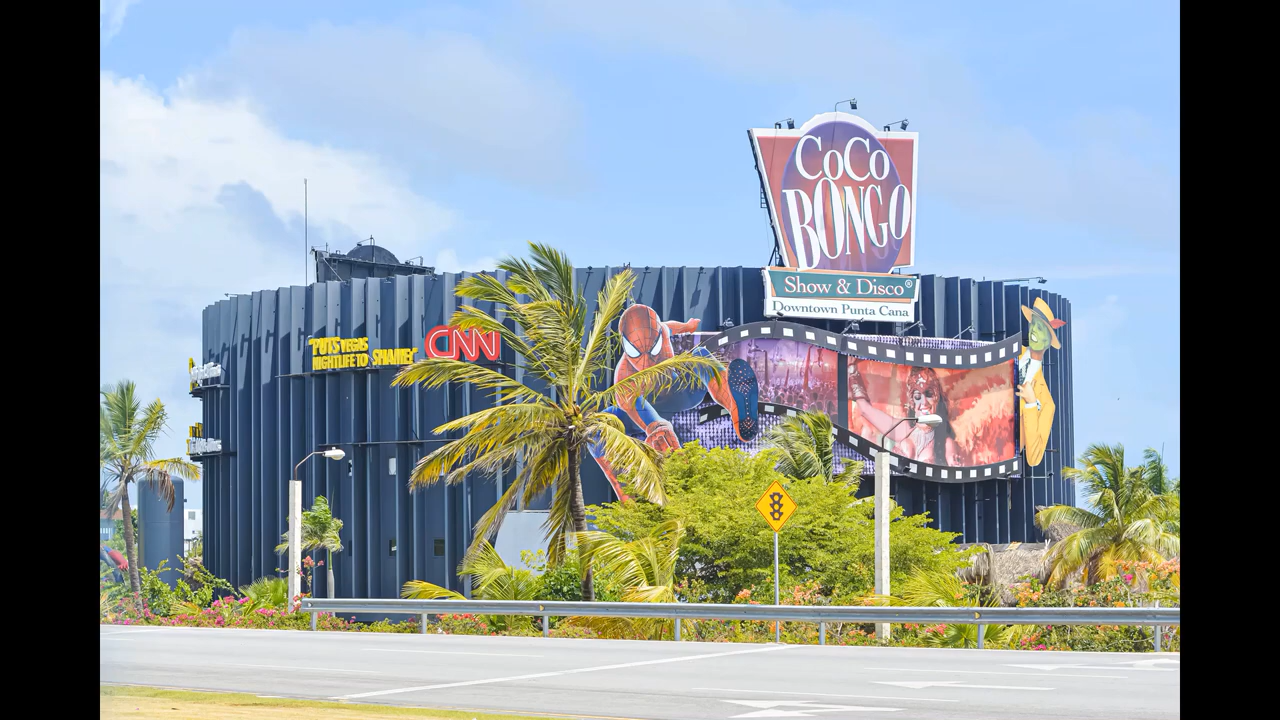 CoCo
BONGO
Show & Disco®
Downtown Punta Cana
"PUTS VEGAS
NIGHTLIFE TO SHAME!"
CNN